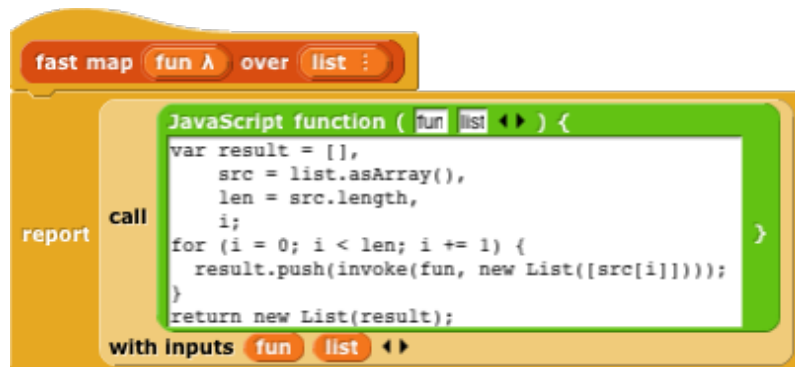 fast map fun λ over list ⋮
JavaScript function ( fun list ◀ ▶ ) {
var result = [],
    src = list.asArray(),
    len = src.length,
    i;
for (i = 0; i < len; i += 1) {
  result.push(invoke(fun, new List([src[i]])));
}
return new List(result);
}
report call
with inputs fun list ◀ ▶